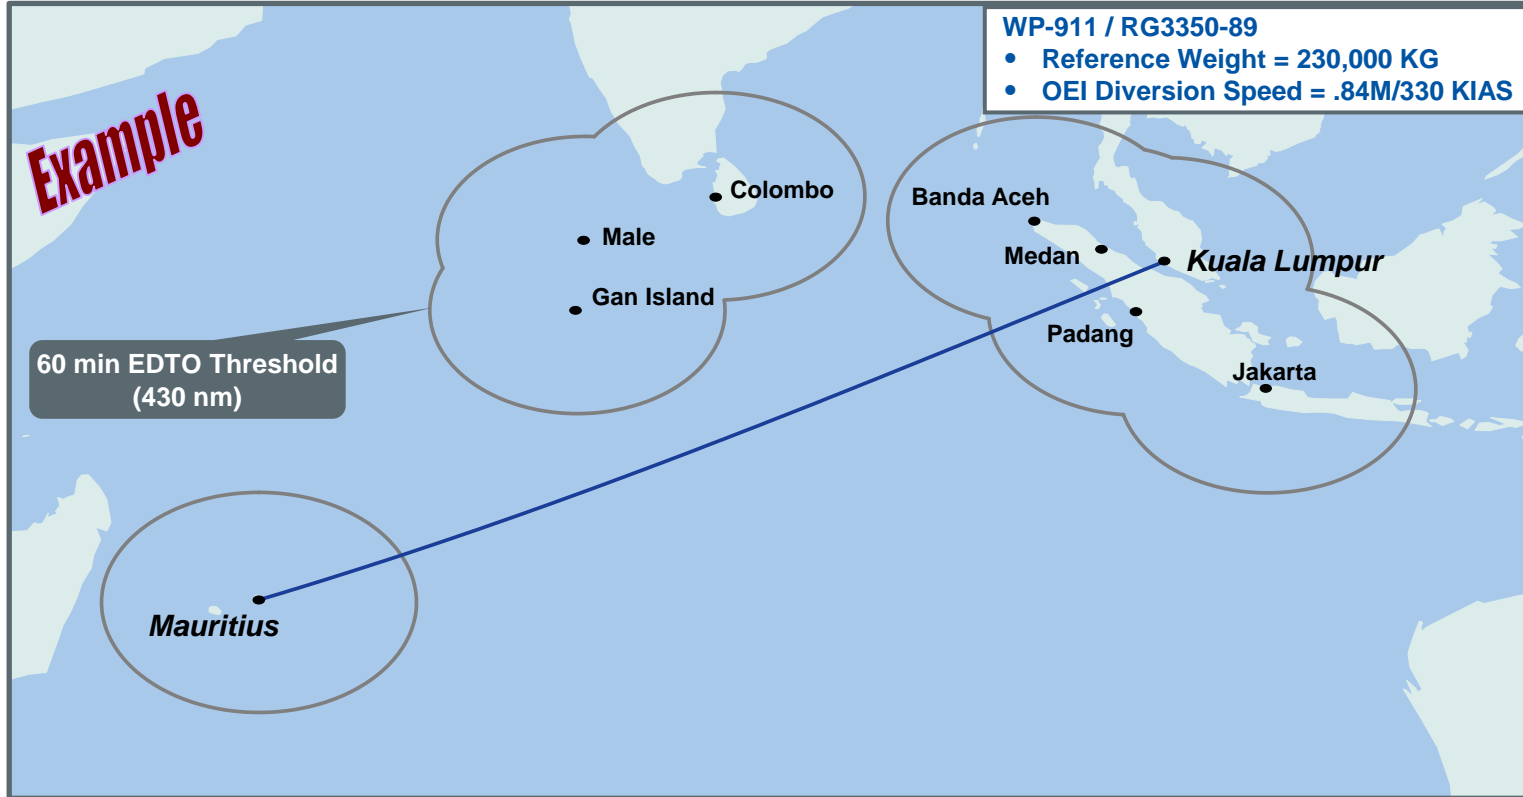 WP-911 / RG3350-89
• Reference Weight = 230,000 KG
• OEI Diversion Speed = .84M/330 KIAS
Example
Colombo
Banda Aceh
Male
Medan
Kuala Lumpur
Gan Island
Padang
60 min EDTO Threshold
(430 nm)
Jakarta
Mauritius